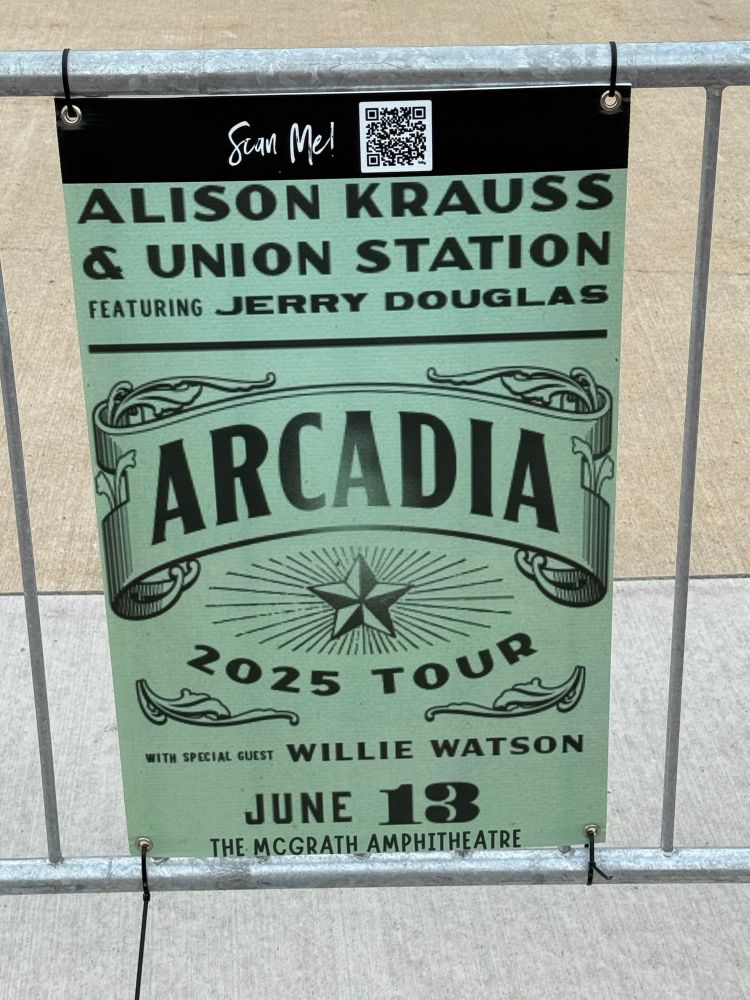 Scan Me!
ALISON KRAUSS
& UNION STATION
FEATURING JERRY DOUGLAS
ARCADIA
2025 TOUR
WITH SPECIAL GUEST WILLIE WATSON
JUNE 13
THE MCGRATH AMPHITHEATRE